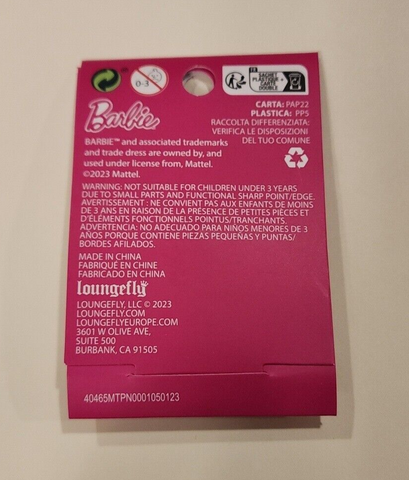 0-3
FR
SACHET
PLASTIQUE +
CARTE
DOUBLE
CARTA: PAP22
PLASTICA: PP5
RACCOLTA DIFFERENZIATA:
VERIFICA LE DISPOSIZIONI
DEL TUO COMUNE
Barbie
BARBIE™ and associated trademarks
and trade dress are owned by, and
used under license from, Mattel.
©2023 Mattel.
WARNING: NOT SUITABLE FOR CHILDREN UNDER 3 YEARS
DUE TO SMALL PARTS AND FUNCTIONAL SHARP POINT/EDGE.
AVERTISSEMENT : NE CONVIENT PAS AUX ENFANTS DE MOINS
DE 3 ANS EN RAISON DE LA PRÉSENCE DE PETITES PIÈCES ET
D'ÉLÉMENTS FONCTIONNELS POINTUS/TRANCHANTS.
ADVERTENCIA: NO ADECUADO PARA NIÑOS MENORES DE 3
AÑOS PORQUE CONTIENE PIEZAS PEQUEÑAS Y PUNTAS/
BORDES AFILADOS.
MADE IN CHINA
FABRIQUÉ EN CHINE
FABRICADO EN CHINA
loungefly
LOUNGEFLY, LLC © 2023
LOUNGEFLY.COM
LOUNGEFLYEUROPE.COM
3601 W OLIVE AVE,
SUITE 500
BURBANK, CA 91505
40465MTPN0001050123